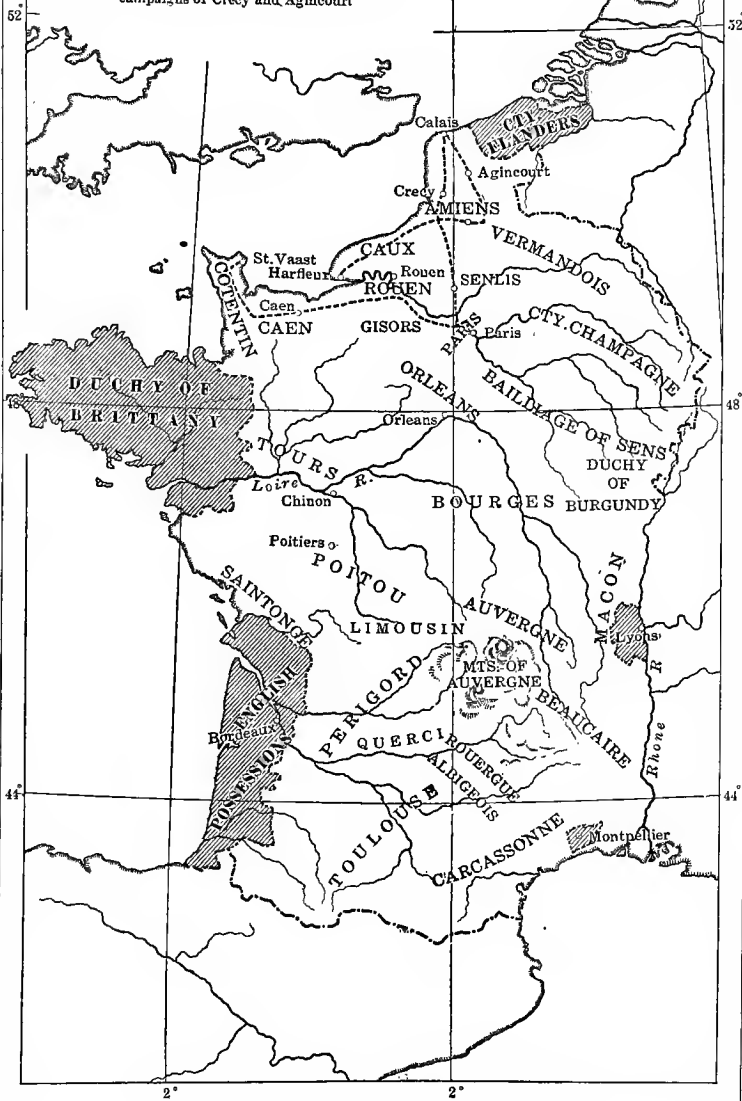 campaigns of Crecy and Agincourt
52°
52°
CTY.
FLANDERS
Calais
Agincourt
Crecy
AMIENS
VERMANDOIS
CAUX
St. Vaast
Harfleur
Rouen
ROUEN
SENLIS
COTENTIN
Caen
CAEN
GISORS
PARIS
Paris
CTY. CHAMPAGNE
ORLEANS
BAILLIAGE OF SENS
DUCHY OF
BRITTANY
48°
48°
Orleans
TOURS
DUCHY
OF
BURGUNDY
Loire R.
Chinon
BOURGES
Poitiers
POITOU
MACON
SAINTONGE
LIMOUSIN
AUVERGNE
Lyons
MTS. OF
AUVERGNE
ENGLISH
POSSESSIONS
PERIGORD
BEAUCAIRE
Bordeaux
QUERCI
ROUERGUE
ALBIGEOIS
Rhone R
44°
44°
TOULOUSE
CARCASSONNE
Montpellier
2°
2°